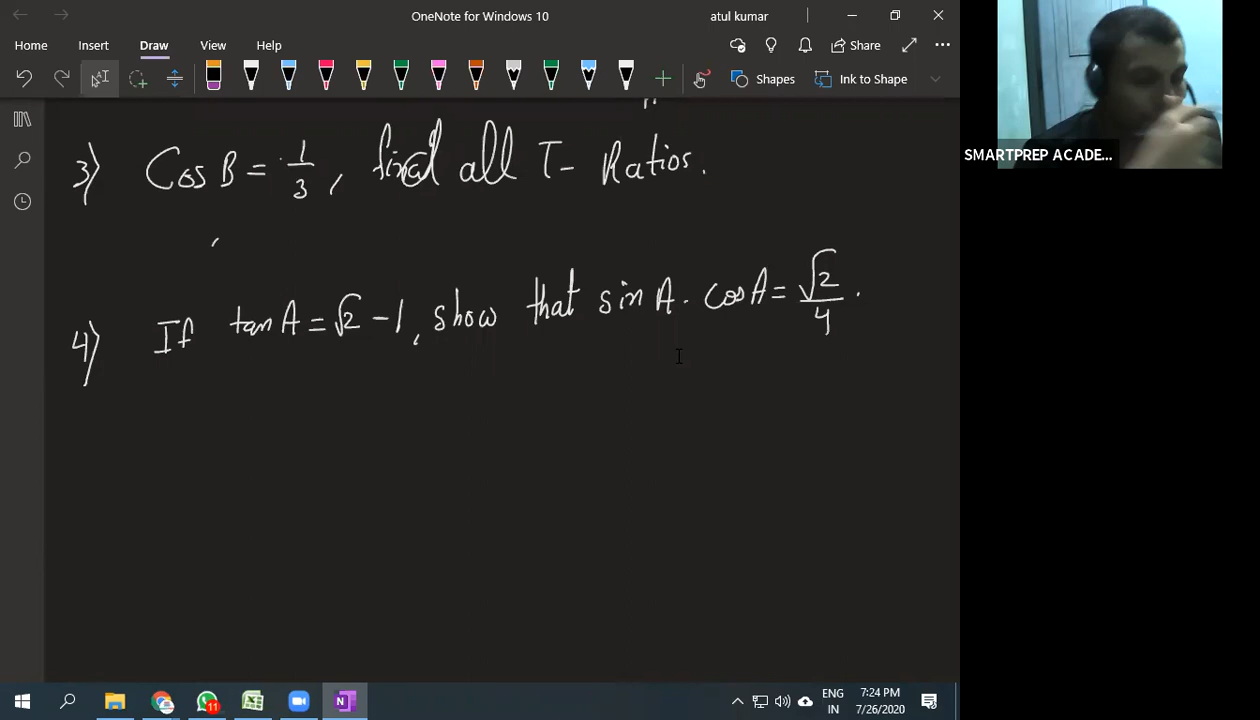 OneNote for Windows 10
atul kumar
Home Insert Draw View Help
Share
Shapes
Ink to Shape
3) Cos B = 1/3, find all T- Ratios.
4) If tan A = √2 - 1, show that sin A . cos A = √2/4 .
SMARTPREP ACADE...
11
N
ENG
IN
7:24 PM
7/26/2020